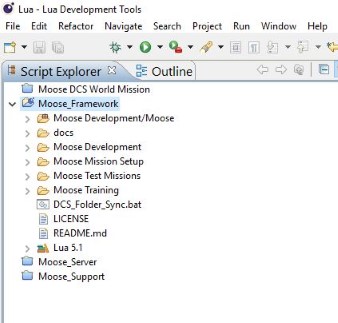 Lua - Lua Development Tools
File Edit Refactor Navigate Search Project Run Window Help
Script Explorer Outline
Moose DCS World Mission
Moose_Framework
Moose Development/Moose
docs
Moose Development
Moose Mission Setup
Moose Test Missions
Moose Training
DCS_Folder_Sync.bat
LICENSE
README.md
Lua 5.1
Moose_Server
Moose_Support